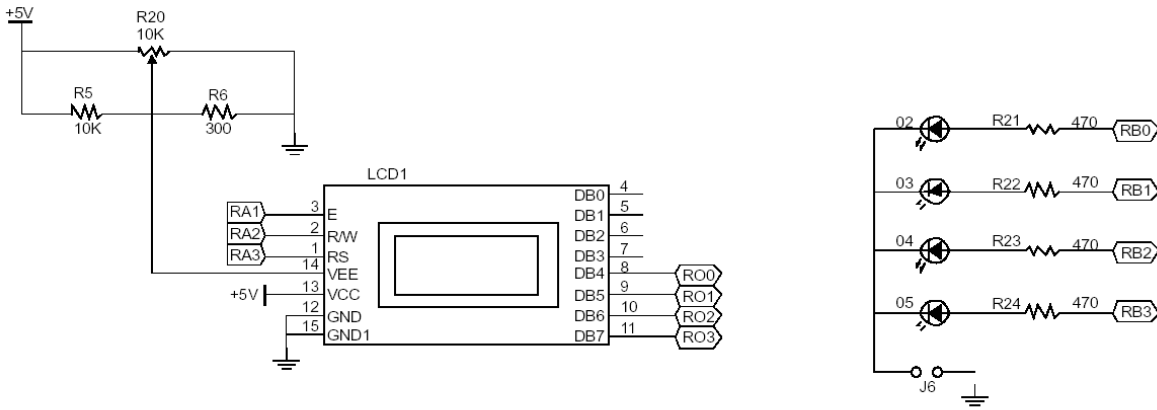 +5V
R20
10K
R5
10K
R6
300
LCD1
RA1 3 E
RA2 2 R/W
RA3 1 RS
14 VEE
+5V 13 VCC
12 GND
15 GND1
DB0 4
DB1 5
DB2 6
DB3 7
DB4 8 RO0
DB5 9 RO1
DB6 10 RO2
DB7 11 RO3
02 R21 470 RB0
03 R22 470 RB1
04 R23 470 RB2
05 R24 470 RB3
J6